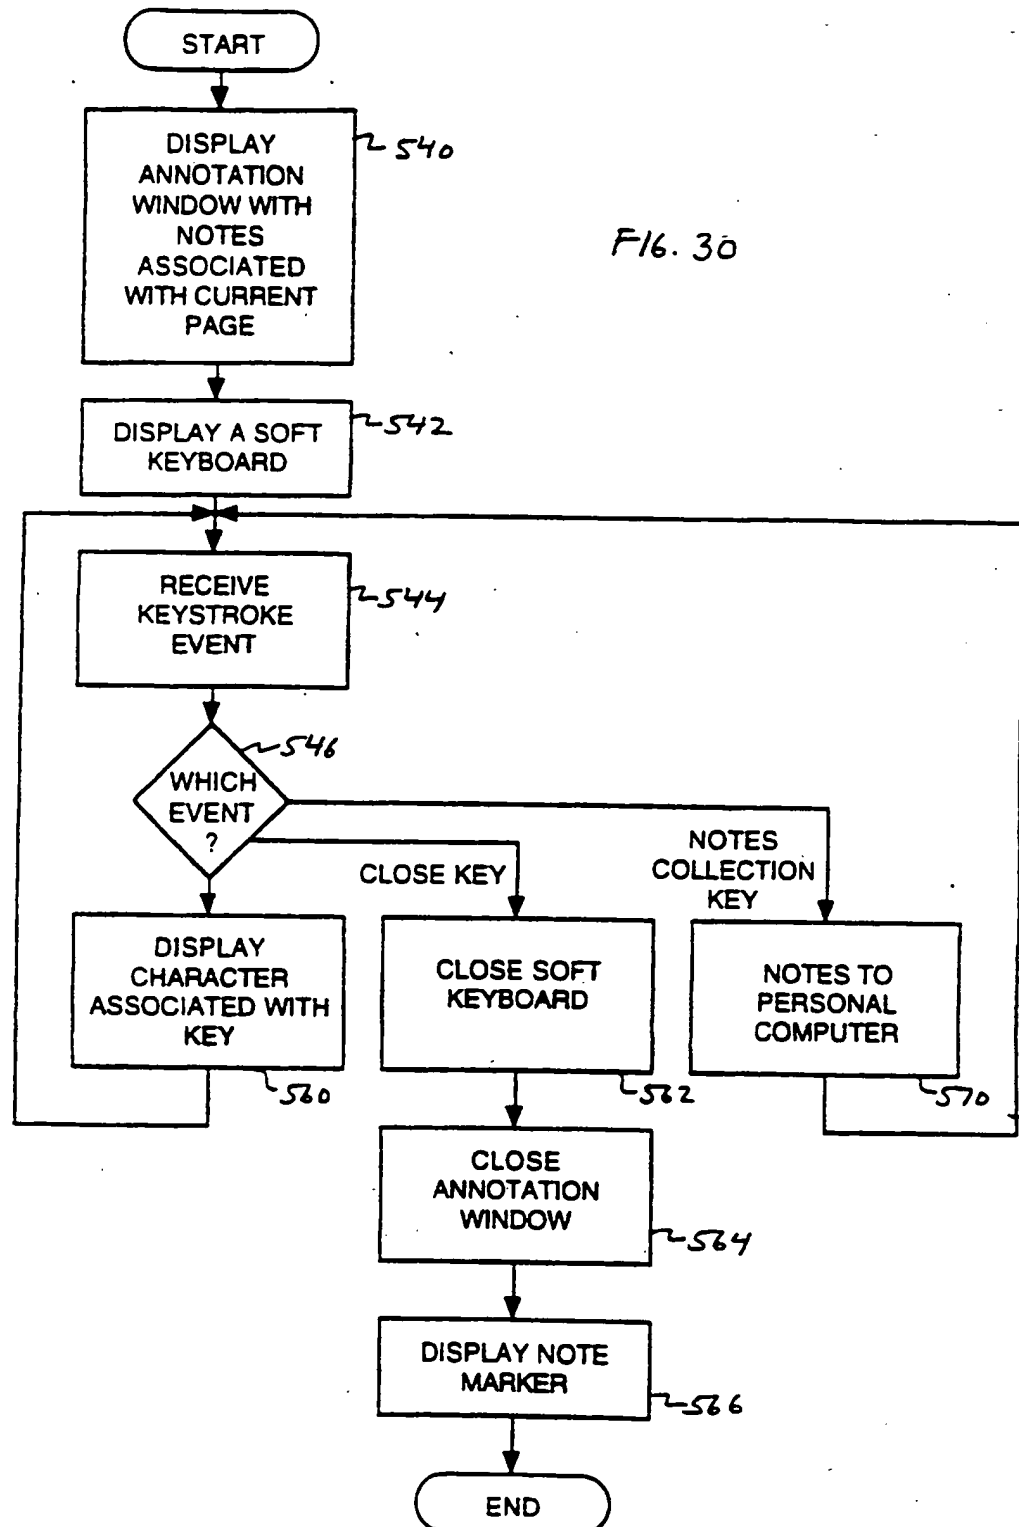 START
DISPLAY
ANNOTATION
WINDOW WITH
NOTES
ASSOCIATED
WITH CURRENT
PAGE
540
FIG. 30
DISPLAY A SOFT
KEYBOARD
542
RECEIVE
KEYSTROKE
EVENT
544
WHICH
EVENT
?
546
CLOSE KEY
NOTES
COLLECTION
KEY
DISPLAY
CHARACTER
ASSOCIATED WITH
KEY
560
CLOSE SOFT
KEYBOARD
562
NOTES TO
PERSONAL
COMPUTER
570
CLOSE
ANNOTATION
WINDOW
564
DISPLAY NOTE
MARKER
566
END